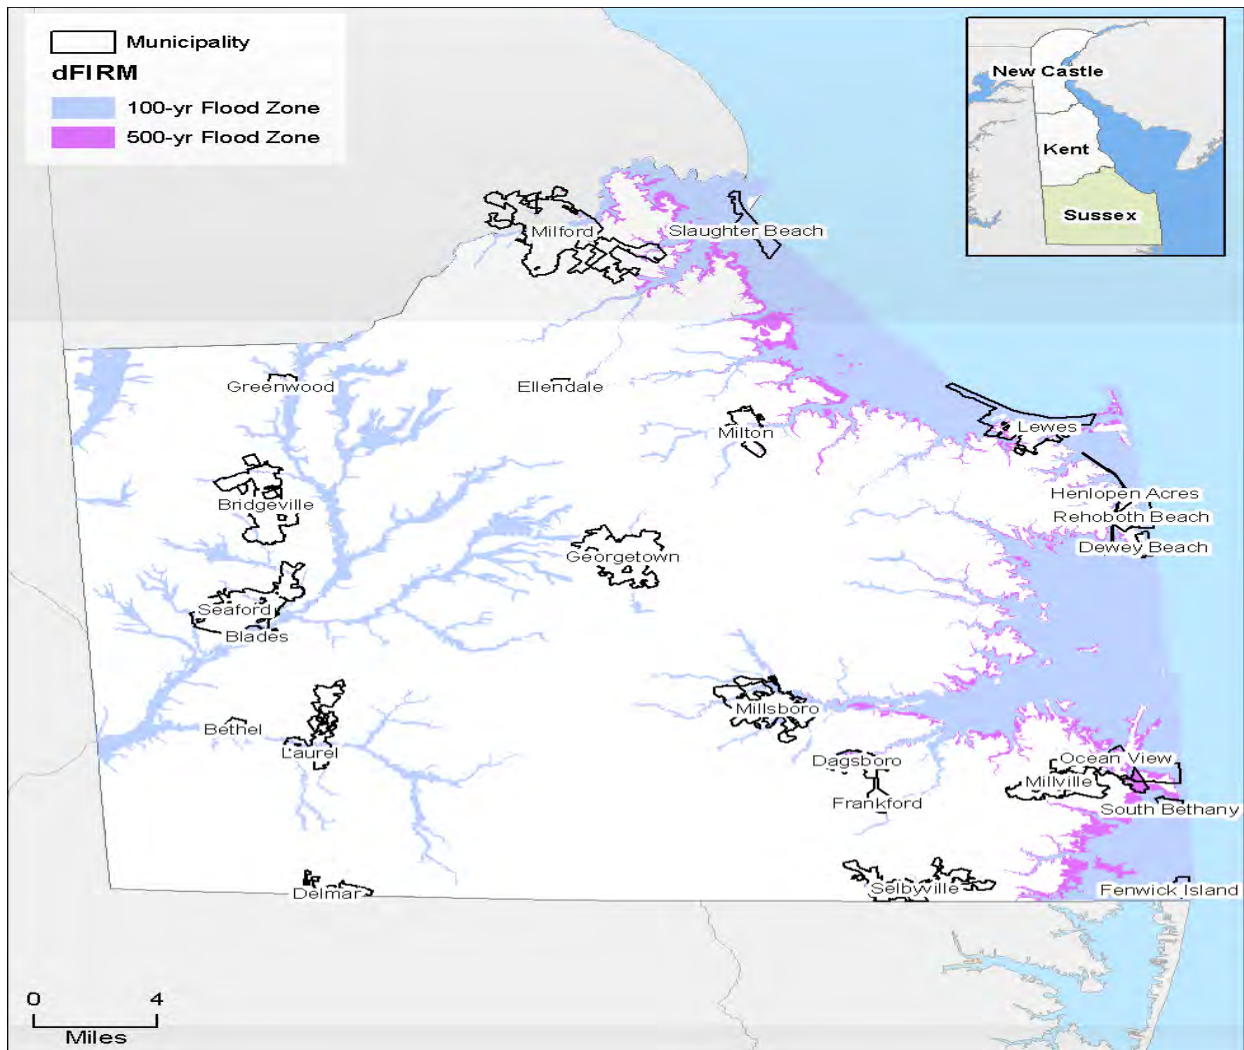 Municipality
dFIRM
100-yr Flood Zone
500-yr Flood Zone
New Castle
Kent
Sussex
Milford
Slaughter Beach
Greenwood
Ellendale
Milton
Lewes
Bridgeville
Henlopen Acres
Rehoboth Beach
Dewey Beach
Georgetown
Seaford
Blades
Millsboro
Bethel
Laurel
Dagsboro
Ocean View
Millville
Frankford
South Bethany
Delmar
Selbyville
Fenwick Island
0 4
Miles